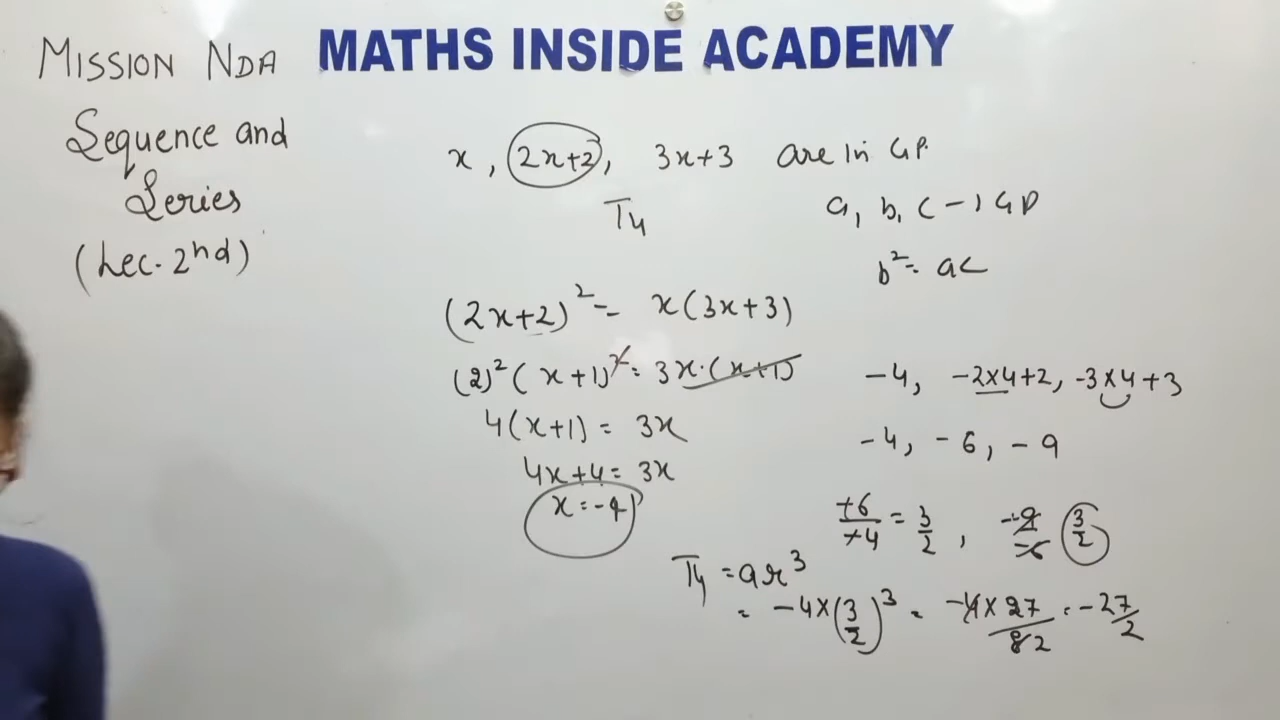 MISSION NDA
MATHS INSIDE ACADEMY
Sequence and
Series
(Lec. 2nd)
x, 2x+2, 3x+3 are in GP.
T4
a, b, c → GP
b² = ac
(2x+2)² = x(3x+3)
(2)² (x+1)² = 3x·(x+1)
4(x+1) = 3x
4x+4 = 3x
x = -4
-4, -2×4+2, -3×4+3
-4, -6, -9
+6/+4 = 3/2, -9/-6 3/2
T4 = ar³
= -4×(3/2)³ = -4×27/82 = -27/2